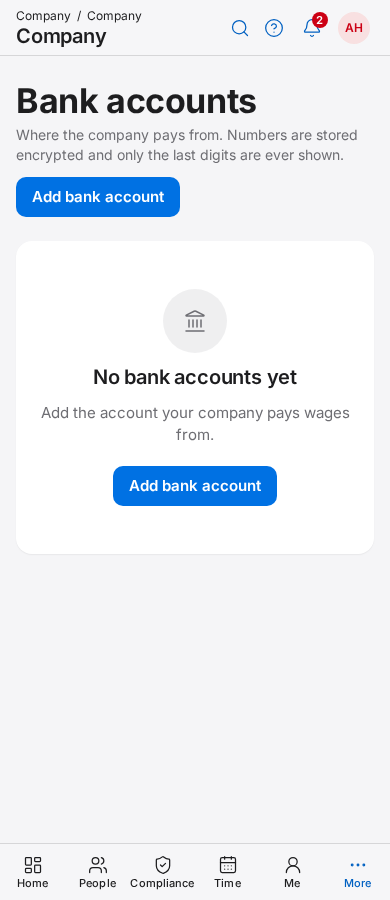 Company / Company
Company
2
AH
Bank accounts
Where the company pays from. Numbers are stored
encrypted and only the last digits are ever shown.
Add bank account
No bank accounts yet
Add the account your company pays wages
from.
Add bank account
Home
People
Compliance
Time
Me
More